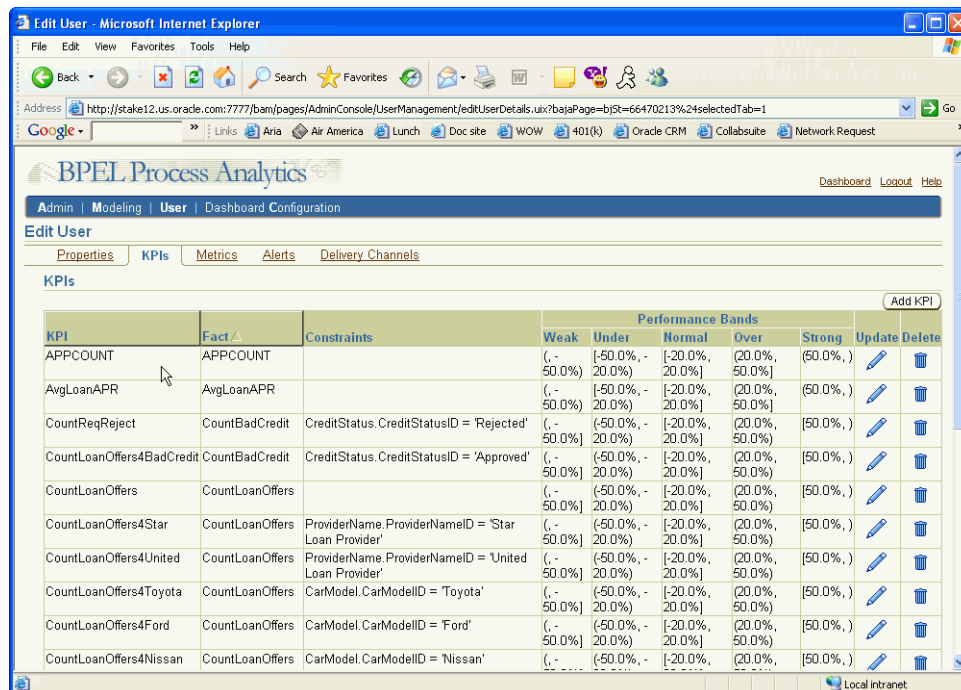 Edit User - Microsoft Internet Explorer
File Edit View Favorites Tools Help
Back Search Favorites
Address http://stake12.us.oracle.com:7777/bam/pages/AdminConsole/UserManagement/editUserDetails.uix?bajaPage=bjSt=66470213%24selectedTab=1 Go
Google Links Aria Air America Lunch Doc site WOW 401(k) Oracle CRM Collabsuite Network Request
BPEL Process Analytics
Dashboard Logout Help
Admin | Modeling | User | Dashboard Configuration
Edit User
Properties KPIs Metrics Alerts Delivery Channels
KPIs
Add KPI
Performance Bands
KPI Fact Constraints Weak Under Normal Over Strong Update Delete
APPCOUNT APPCOUNT (, - [-50.0%, - [-20.0%, (20.0%, (50.0%, )
50.0%) 20.0%) 20.0%] 50.0%]
AvgLoanAPR AvgLoanAPR (, - [-50.0%, - [-20.0%, (20.0%, (50.0%, )
50.0%) 20.0%) 20.0%] 50.0%]
CountReqReject CountBadCredit CreditStatus.CreditStatusID = 'Rejected' (, - (-50.0%, - [-20.0%, (20.0%, [50.0%, )
50.0%] 20.0%) 20.0%] 50.0%)
CountLoanOffers4BadCredit CountBadCredit CreditStatus.CreditStatusID = 'Approved' (, - (-50.0%, - [-20.0%, (20.0%, [50.0%, )
50.0%] 20.0%) 20.0%] 50.0%)
CountLoanOffers CountLoanOffers (, - (-50.0%, - [-20.0%, (20.0%, [50.0%, )
50.0%] 20.0%) 20.0%] 50.0%)
CountLoanOffers4Star CountLoanOffers ProviderName.ProviderNameID = 'Star (, - (-50.0%, - [-20.0%, (20.0%, [50.0%, )
Loan Provider' 50.0%] 20.0%) 20.0%] 50.0%)
CountLoanOffers4United CountLoanOffers ProviderName.ProviderNameID = 'United (, - (-50.0%, - [-20.0%, (20.0%, [50.0%, )
Loan Provider' 50.0%] 20.0%) 20.0%] 50.0%)
CountLoanOffers4Toyota CountLoanOffers CarModel.CarModelID = 'Toyota' (, - (-50.0%, - [-20.0%, (20.0%, [50.0%, )
50.0%] 20.0%) 20.0%] 50.0%)
CountLoanOffers4Ford CountLoanOffers CarModel.CarModelID = 'Ford' (, - (-50.0%, - [-20.0%, (20.0%, [50.0%, )
50.0%] 20.0%) 20.0%] 50.0%)
CountLoanOffers4Nissan CountLoanOffers CarModel.CarModelID = 'Nissan' (, - (-50.0%, - [-20.0%, (20.0%, [50.0%, )
Local intranet